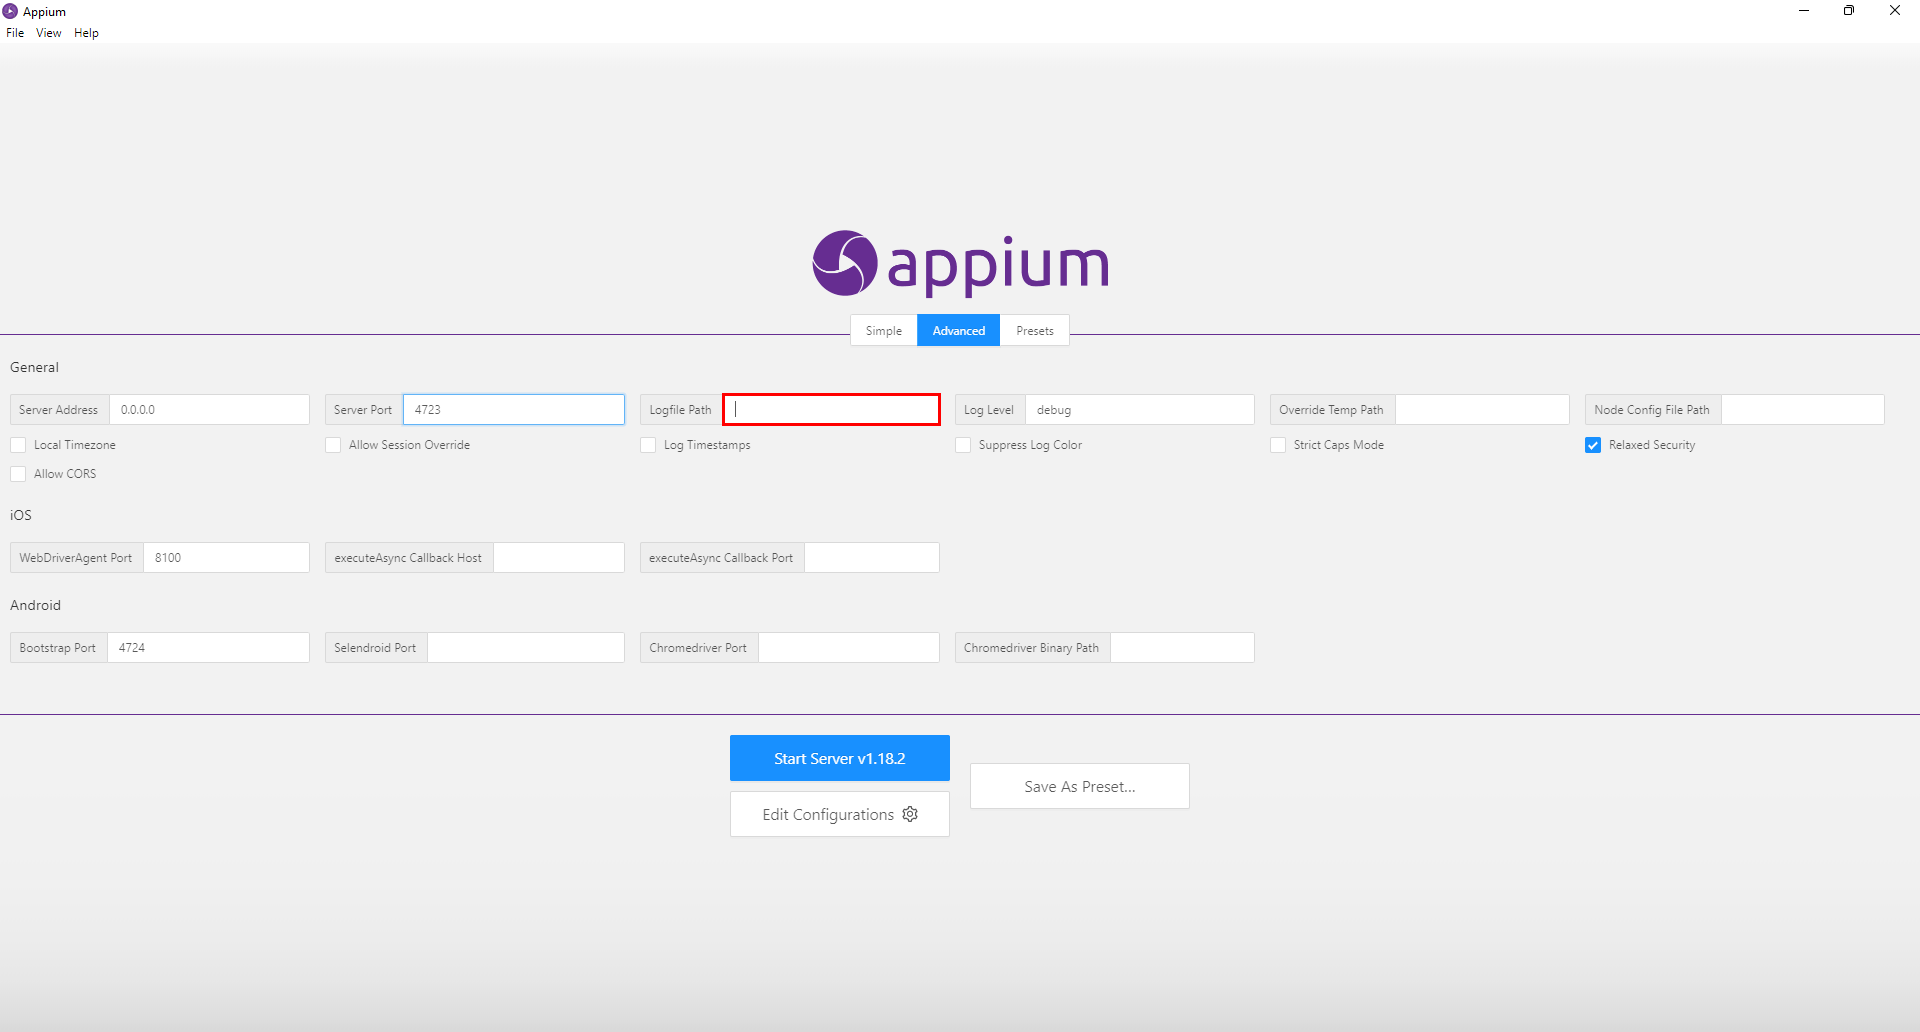 Appium
File View Help
appium
Simple Advanced Presets
General
Server Address 0.0.0.0 Server Port 4723 Logfile Path Log Level debug Override Temp Path Node Config File Path
Local Timezone Allow Session Override Log Timestamps Suppress Log Color Strict Caps Mode Relaxed Security
Allow CORS
iOS
WebDriverAgent Port 8100 executeAsync Callback Host executeAsync Callback Port
Android
Bootstrap Port 4724 Selendroid Port Chromedriver Port Chromedriver Binary Path
Start Server v1.18.2
Save As Preset...
Edit Configurations